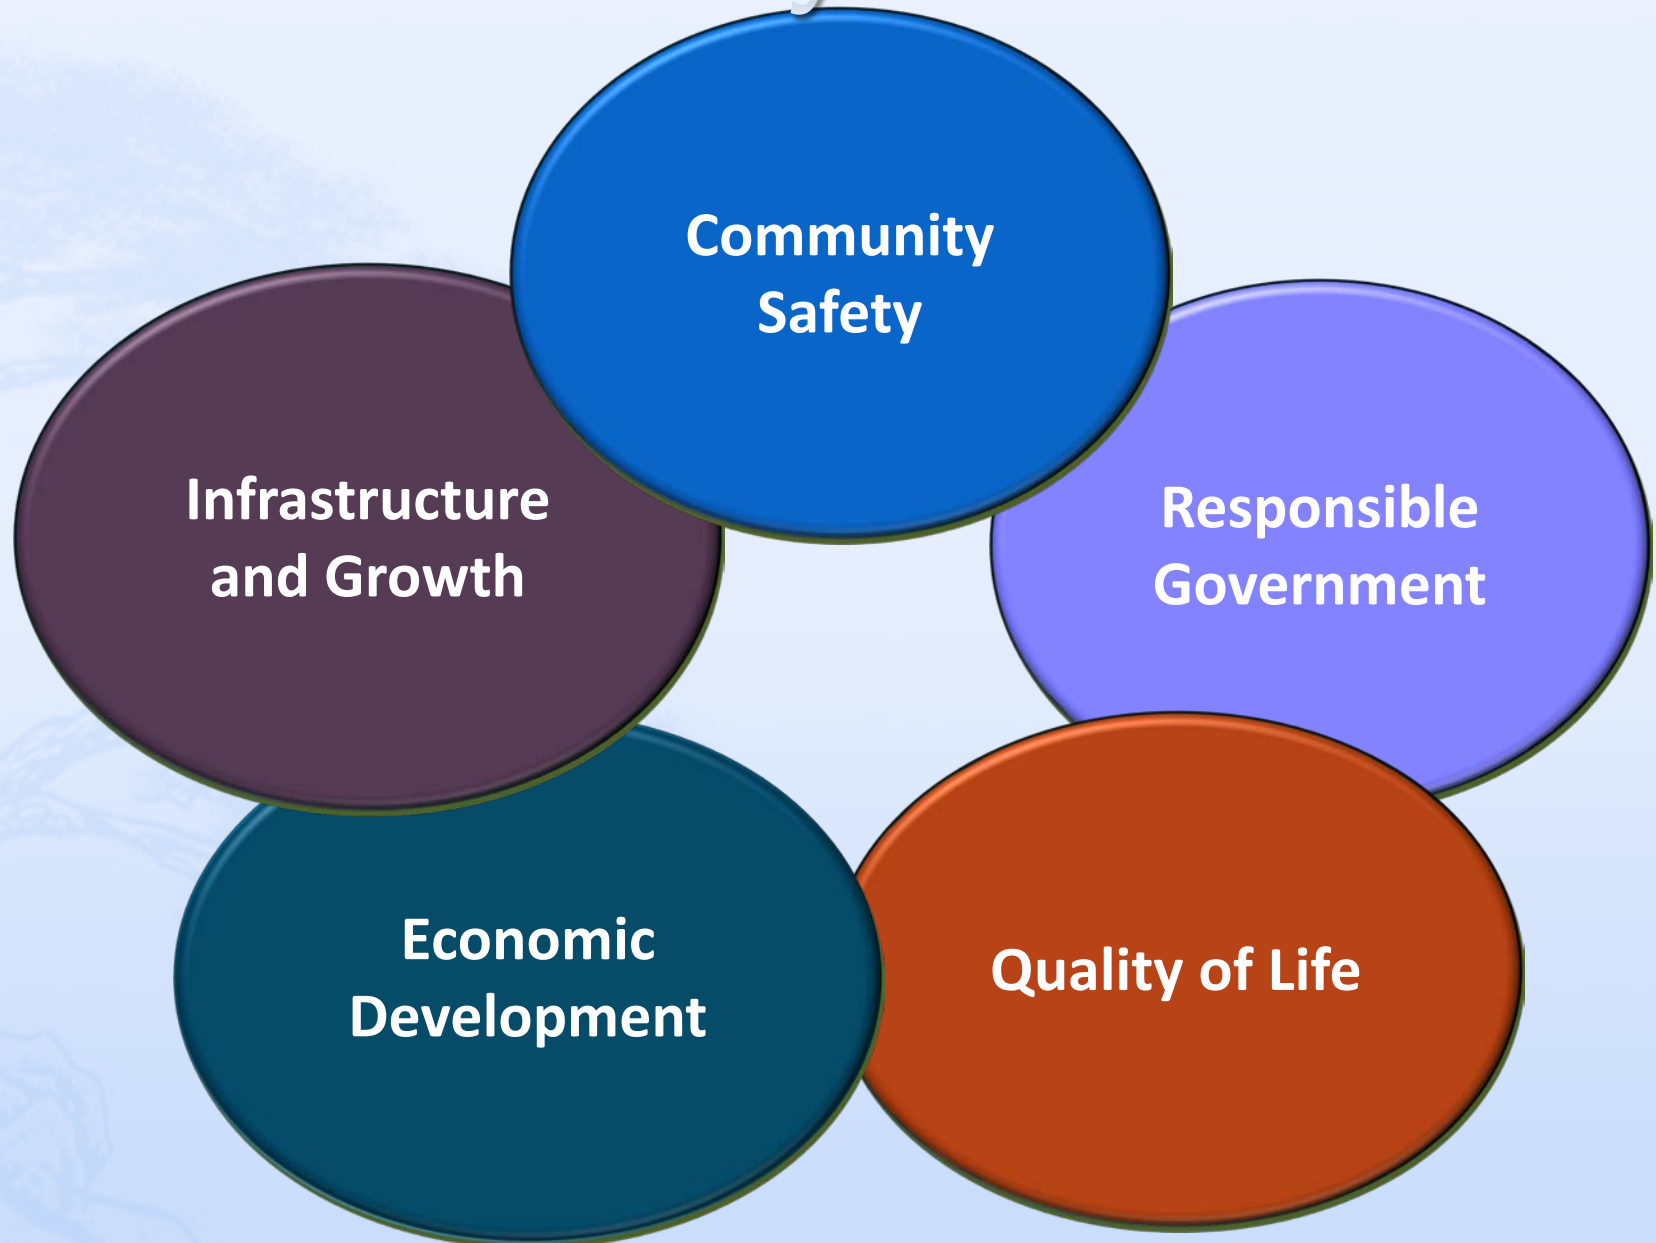 Community
Safety
Infrastructure
and Growth
Responsible
Government
Economic
Development
Quality of Life